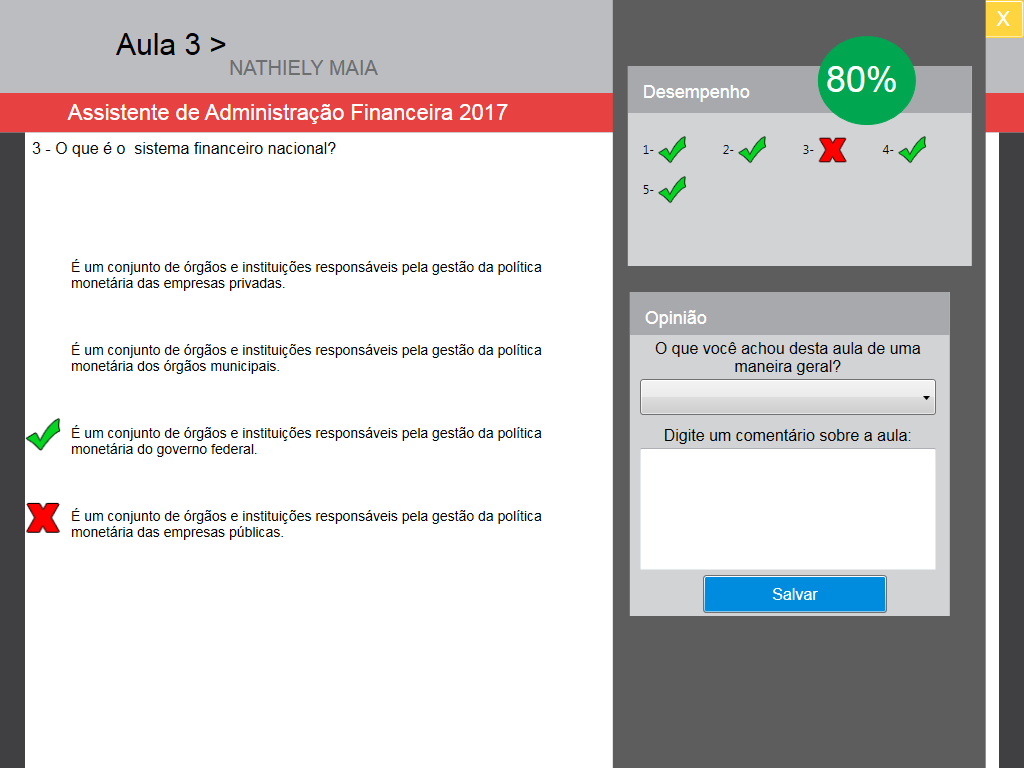 Aula 3 >
NATHIELY MAIA
Assistente de Administração Financeira 2017
3 - O que é o  sistema financeiro nacional?
É um conjunto de órgãos e instituições responsáveis pela gestão da política
monetária das empresas privadas.
É um conjunto de órgãos e instituições responsáveis pela gestão da política
monetária dos órgãos municipais.
É um conjunto de órgãos e instituições responsáveis pela gestão da política
monetária do governo federal.
É um conjunto de órgãos e instituições responsáveis pela gestão da política
monetária das empresas públicas.
X
80%
Desempenho
1- 2- 3- 4-
5-
Opinião
O que você achou desta aula de uma
maneira geral?
Digite um comentário sobre a aula:
Salvar